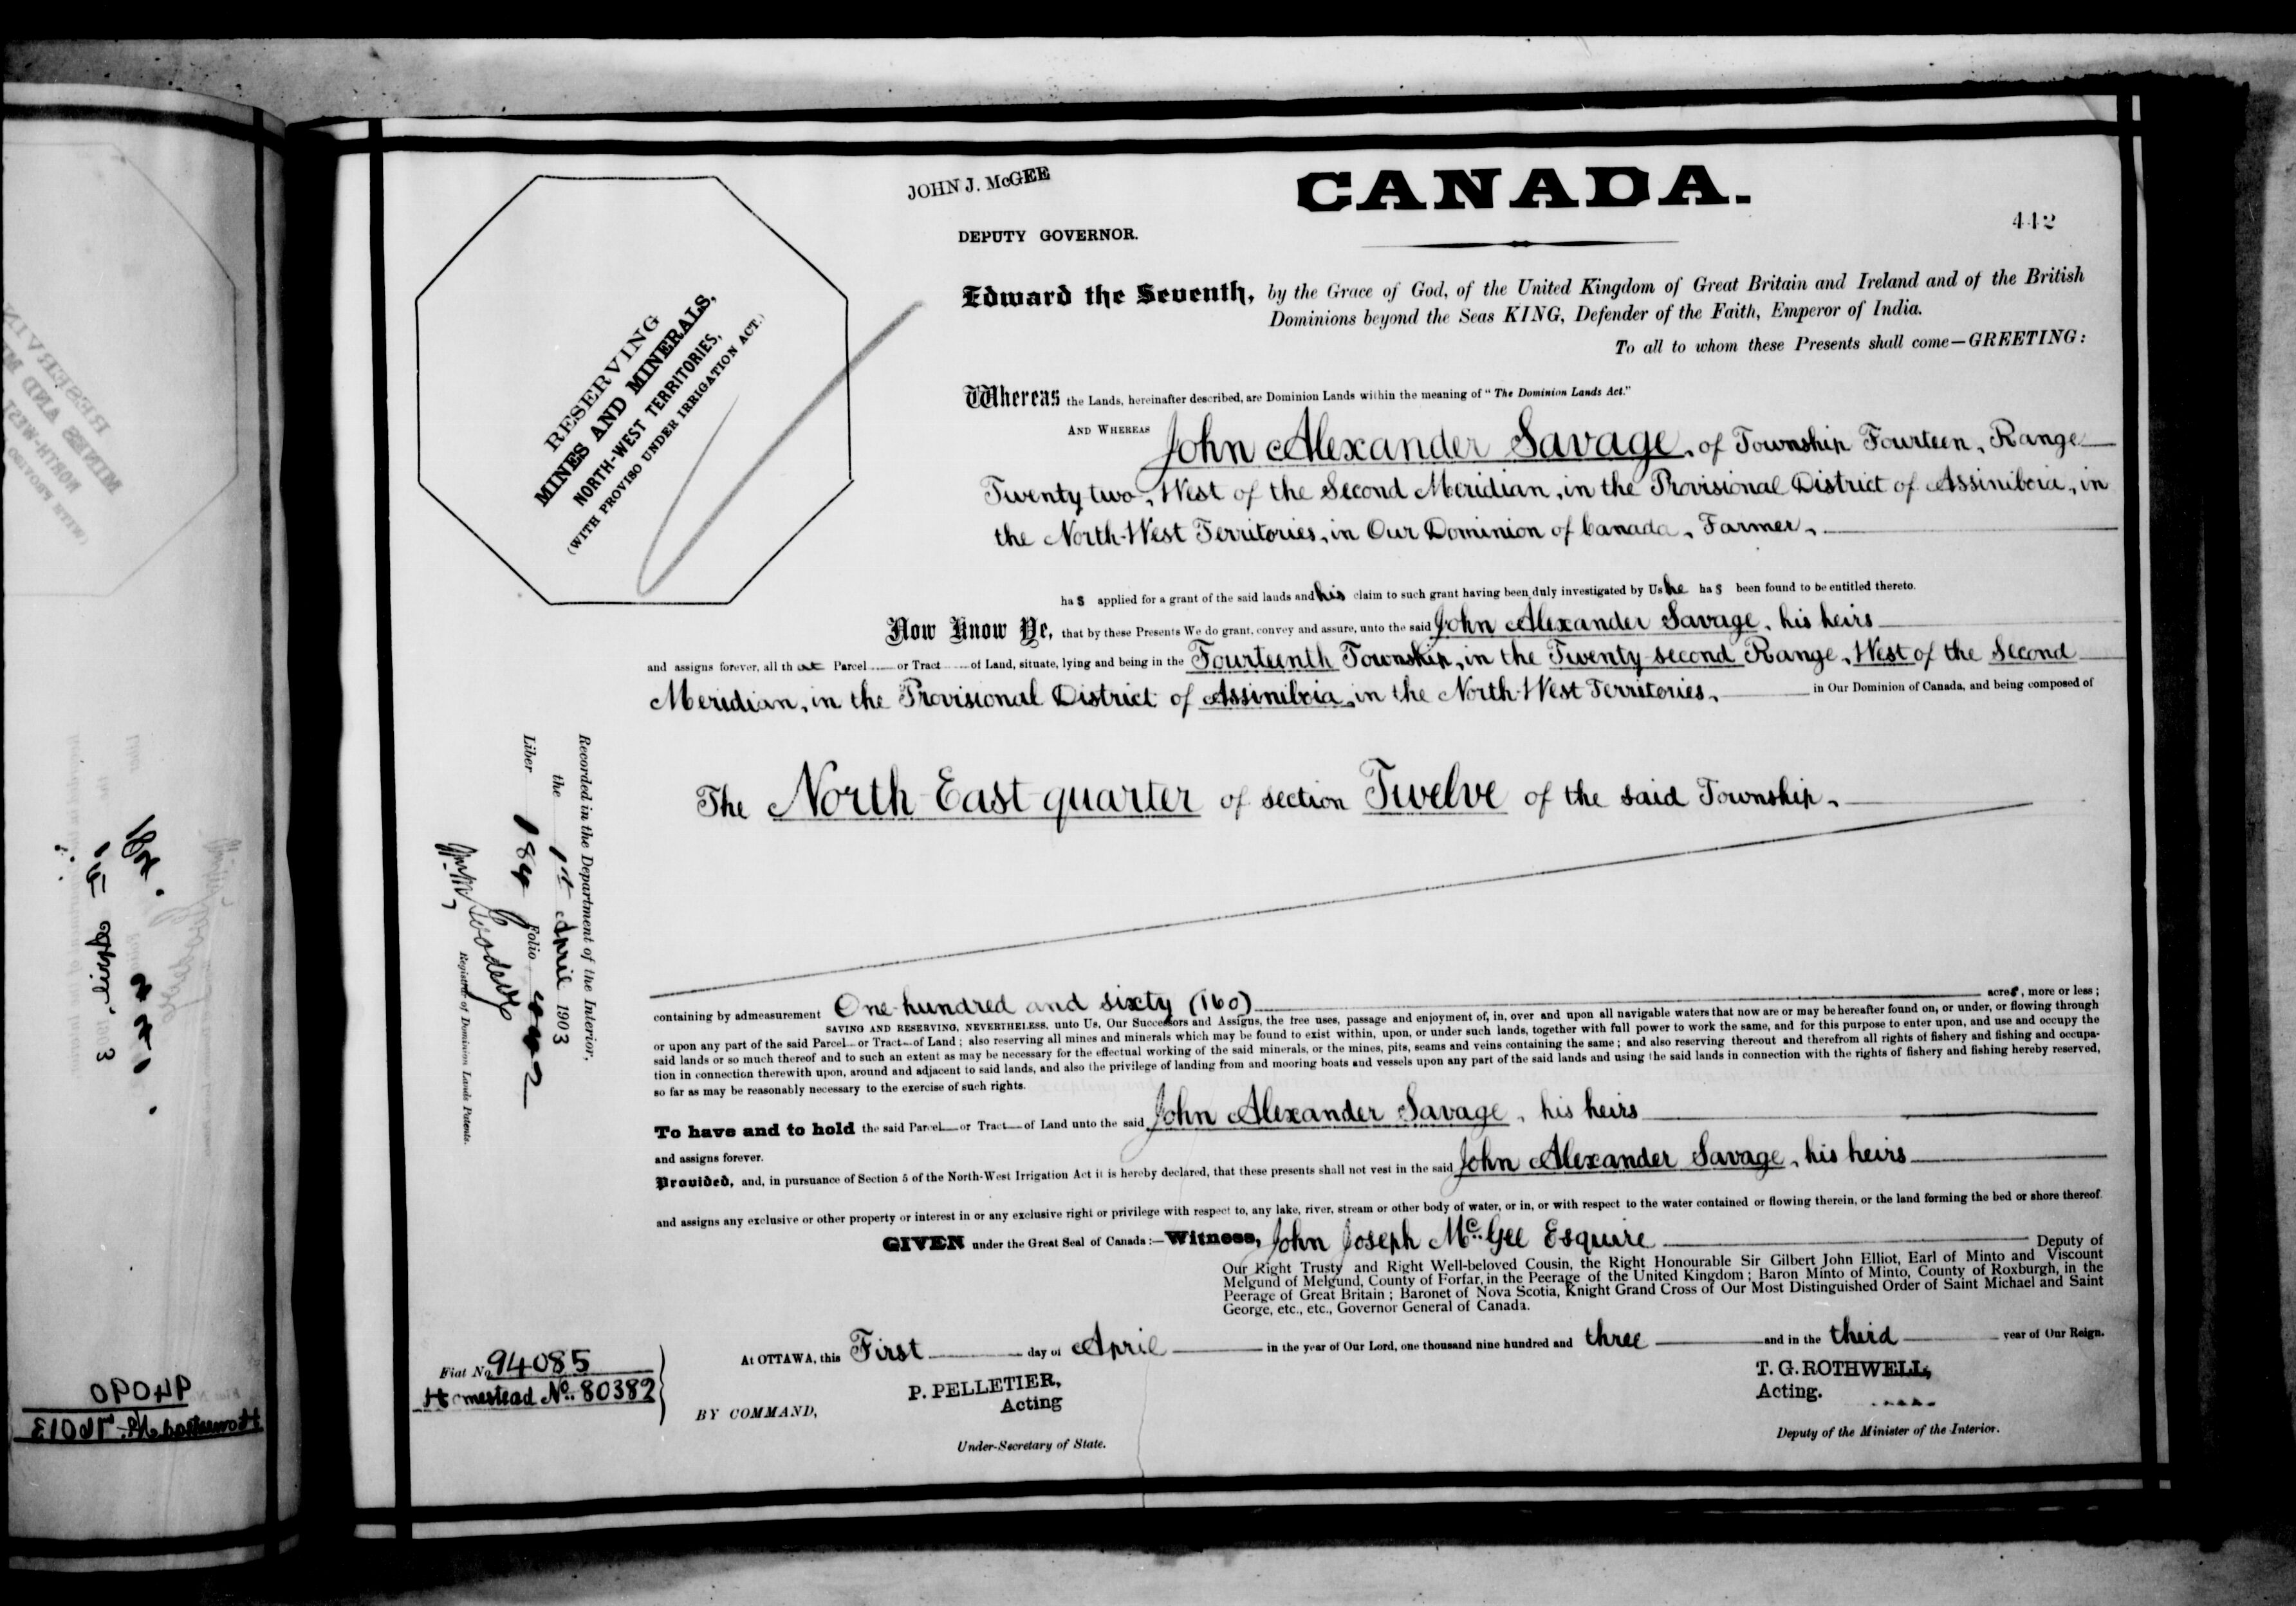 JOHN J. McGEE
DEPUTY GOVERNOR.
CANADA.
442
RESERVING
MINES AND MINERALS,
NORTH-WEST TERRITORIES,
(WITH PROVISO UNDER IRRIGATION ACT.)
Edward the Seventh, by the Grace of God, of the United Kingdom of Great Britain and Ireland and of the British
Dominions beyond the Seas KING, Defender of the Faith, Emperor of India.
To all to whom these Presents shall come—GREETING:
Whereas the Lands, hereinafter described, are Dominion Lands within the meaning of "The Dominion Lands Act."
AND WHEREAS John Alexander Savage, of Township Fourteen, Range
Twenty two, West of the Second Meridian, in the Provisional District of Assiniboia, in
the North-West Territories, in Our Dominion of Canada, Farmer,
has applied for a grant of the said lands and his claim to such grant having been duly investigated by Us he has been found to be entitled thereto.
Now Know Ye, that by these Presents We do grant, convey and assure, unto the said John Alexander Savage, his heirs
and assigns forever, all that Parcel or Tract of Land, situate, lying and being in the Fourteenth Township, in the Twenty-second Range, West of the Second
Meridian, in the Provisional District of Assiniboia, in the North-West Territories, in Our Dominion of Canada, and being composed of
The North-East quarter of section Twelve of the said Township.
Recorded in the Department of the Interior,
the 1st April 1903
Liber 184 Folio 442
Registrar of Dominion Lands Patents.
containing by admeasurement One hundred and sixty (160) acres, more or less;
SAVING AND RESERVING, NEVERTHELESS, unto Us, Our Successors and Assigns, the free uses, passage and enjoyment of, in, over and upon all navigable waters that now are or may be hereafter found on, or under, or flowing through
or upon any part of the said Parcel or Tract of Land; also reserving all mines and minerals which may be found to exist within, upon, or under such lands, together with full power to work the same, and for this purpose to enter upon, and use and occupy the
said lands or so much thereof and to such an extent as may be necessary for the effectual working of the said minerals, or the mines, pits, seams and veins containing the same; and also reserving thereout and therefrom all rights of fishery and fishing and occupa-
tion in connection therewith upon, around and adjacent to said lands, and also the privilege of landing from and mooring boats and vessels upon any part of the said lands and using the said lands in connection with the rights of fishery and fishing hereby reserved,
so far as may be reasonably necessary to the exercise of such rights.
To have and to hold the said Parcel or Tract of Land unto the said John Alexander Savage, his heirs
and assigns forever.
Provided, and, in pursuance of Section 5 of the North-West Irrigation Act it is hereby declared, that these presents shall not vest in the said John Alexander Savage, his heirs
and assigns any exclusive or other property or interest in or any exclusive right or privilege with respect to, any lake, river, stream or other body of water, or in, or with respect to the water contained or flowing therein, or the land forming the bed or shore thereof.
GIVEN under the Great Seal of Canada:—Witness, John Joseph McGee Esquire Deputy of
Our Right Trusty and Right Well-beloved Cousin, the Right Honourable Sir Gilbert John Elliot, Earl of Minto and Viscount
Melgund of Melgund, County of Forfar, in the Peerage of the United Kingdom; Baron Minto of Minto, County of Roxburgh, in the
Peerage of Great Britain; Baronet of Nova Scotia, Knight Grand Cross of Our Most Distinguished Order of Saint Michael and Saint
George, etc., etc., Governor General of Canada.
At OTTAWA, this First day of April in the year of Our Lord, one thousand nine hundred and three and in the third year of Our Reign.
Fiat No. 94085
Homestead No. 80382
BY COMMAND,
P. PELLETIER,
Acting
Under-Secretary of State.
T. G. ROTHWELL,
Acting.
Deputy of the Minister of the Interior.